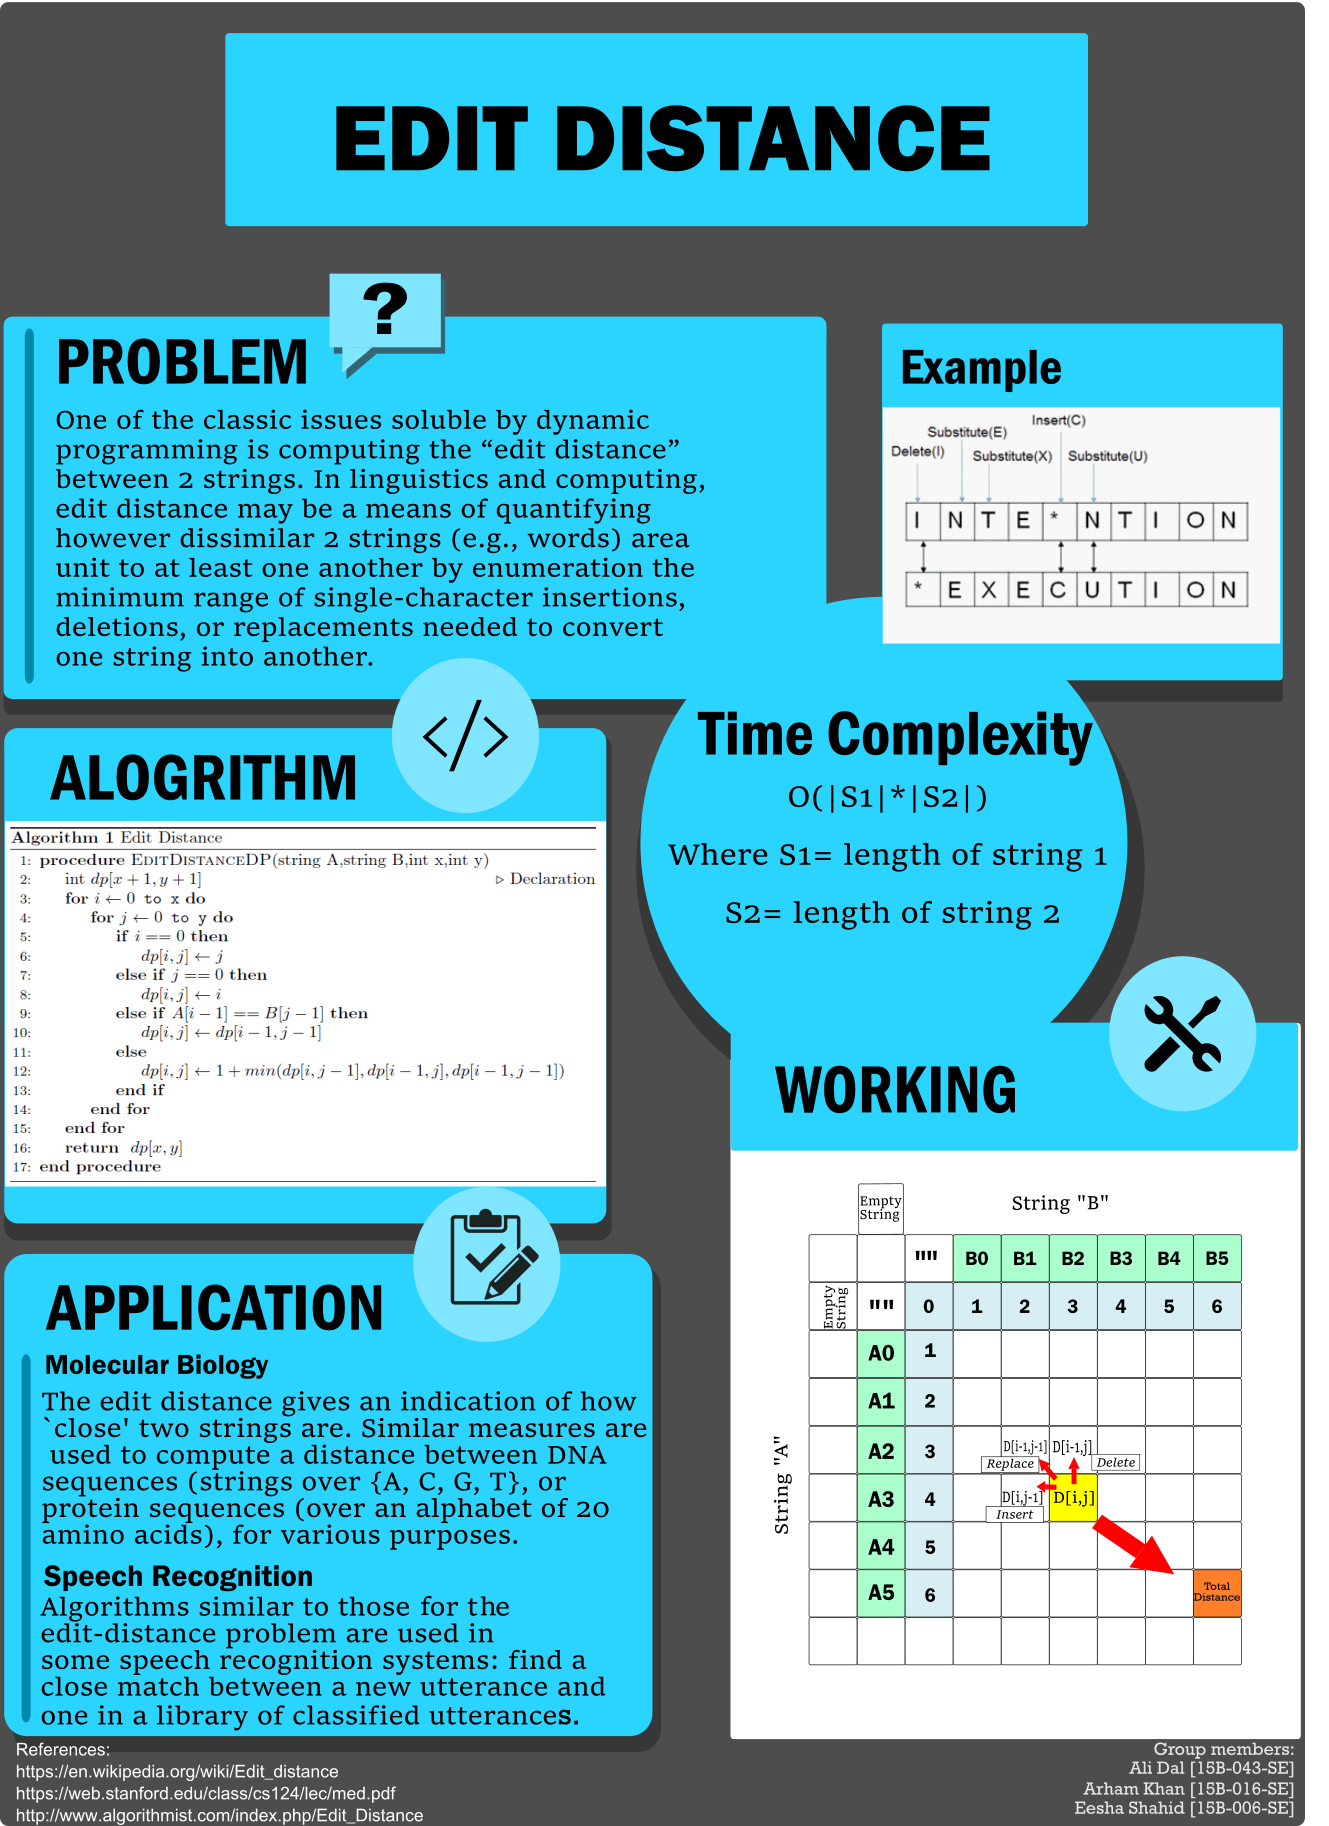 EDIT DISTANCE
?
PROBLEM
One of the classic issues soluble by dynamic
programming is computing the “edit distance”
between 2 strings. In linguistics and computing,
edit distance may be a means of quantifying
however dissimilar 2 strings (e.g., words) area
unit to at least one another by enumeration the
minimum range of single-character insertions,
deletions, or replacements needed to convert
one string into another.
Example
Insert(C)
Substitute(E)
Delete(I) Substitute(X) Substitute(U)
I N T E * N T I O N
* E X E C U T I O N
Time Complexity
O(|S1|*|S2|)
Where S1= length of string 1
S2= length of string 2
</>
ALOGRITHM
Algorithm 1 Edit Distance
1: procedure EDITDISTANCEDP(string A,string B,int x,int y)
2: int dp[x + 1, y + 1] ▷ Declaration
3: for i ← 0 to x do
4: for j ← 0 to y do
5: if i == 0 then
6: dp[i, j] ← j
7: else if j == 0 then
8: dp[i, j] ← i
9: else if A[i − 1] == B[j − 1] then
10: dp[i, j] ← dp[i − 1, j − 1]
11: else
12: dp[i, j] ← 1 + min(dp[i, j − 1], dp[i − 1, j], dp[i − 1, j − 1])
13: end if
14: end for
15: end for
16: return dp[x, y]
17: end procedure
WORKING
Empty
String
String "B"
"" B0 B1 B2 B3 B4 B5
Empty
String
"" 0 1 2 3 4 5 6
A0 1
A1 2
String "A"
A2 3 D[i-1,j-1] D[i-1,j]
Replace Delete
A3 4 D[i,j-1] D[i,j]
Insert
A4 5
A5 6 Total
Distance
APPLICATION
Molecular Biology
The edit distance gives an indication of how
`close' two strings are. Similar measures are
used to compute a distance between DNA
sequences (strings over {A, C, G, T}, or
protein sequences (over an alphabet of 20
amino acids), for various purposes.
Speech Recognition
Algorithms similar to those for the
edit-distance problem are used in
some speech recognition systems: find a
close match between a new utterance and
one in a library of classified utterances.
References:
https://en.wikipedia.org/wiki/Edit_distance
https://web.stanford.edu/class/cs124/lec/med.pdf
http://www.algorithmist.com/index.php/Edit_Distance
Group members:
Ali Dal [15B-043-SE]
Arham Khan [15B-016-SE]
Eesha Shahid [15B-006-SE]